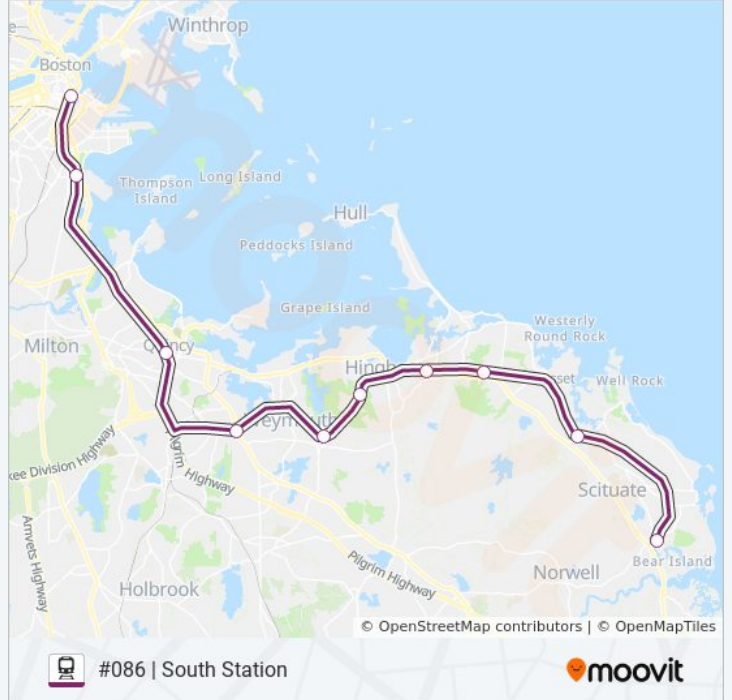 Winthrop
Boston
Long Island
Thompson
Island
Hull
Peddocks Island
Grape Island
Westerly
Round Rock
Milton
Quincy
Well Rock
kee Division Highway
Pilgrim Highway
Scituate
Amvets Highway
Pilgrim Highway
Norwell
Bear Island
Holbrook
© OpenStreetMap contributors | © OpenMapTiles
#086 | South Station
moovit